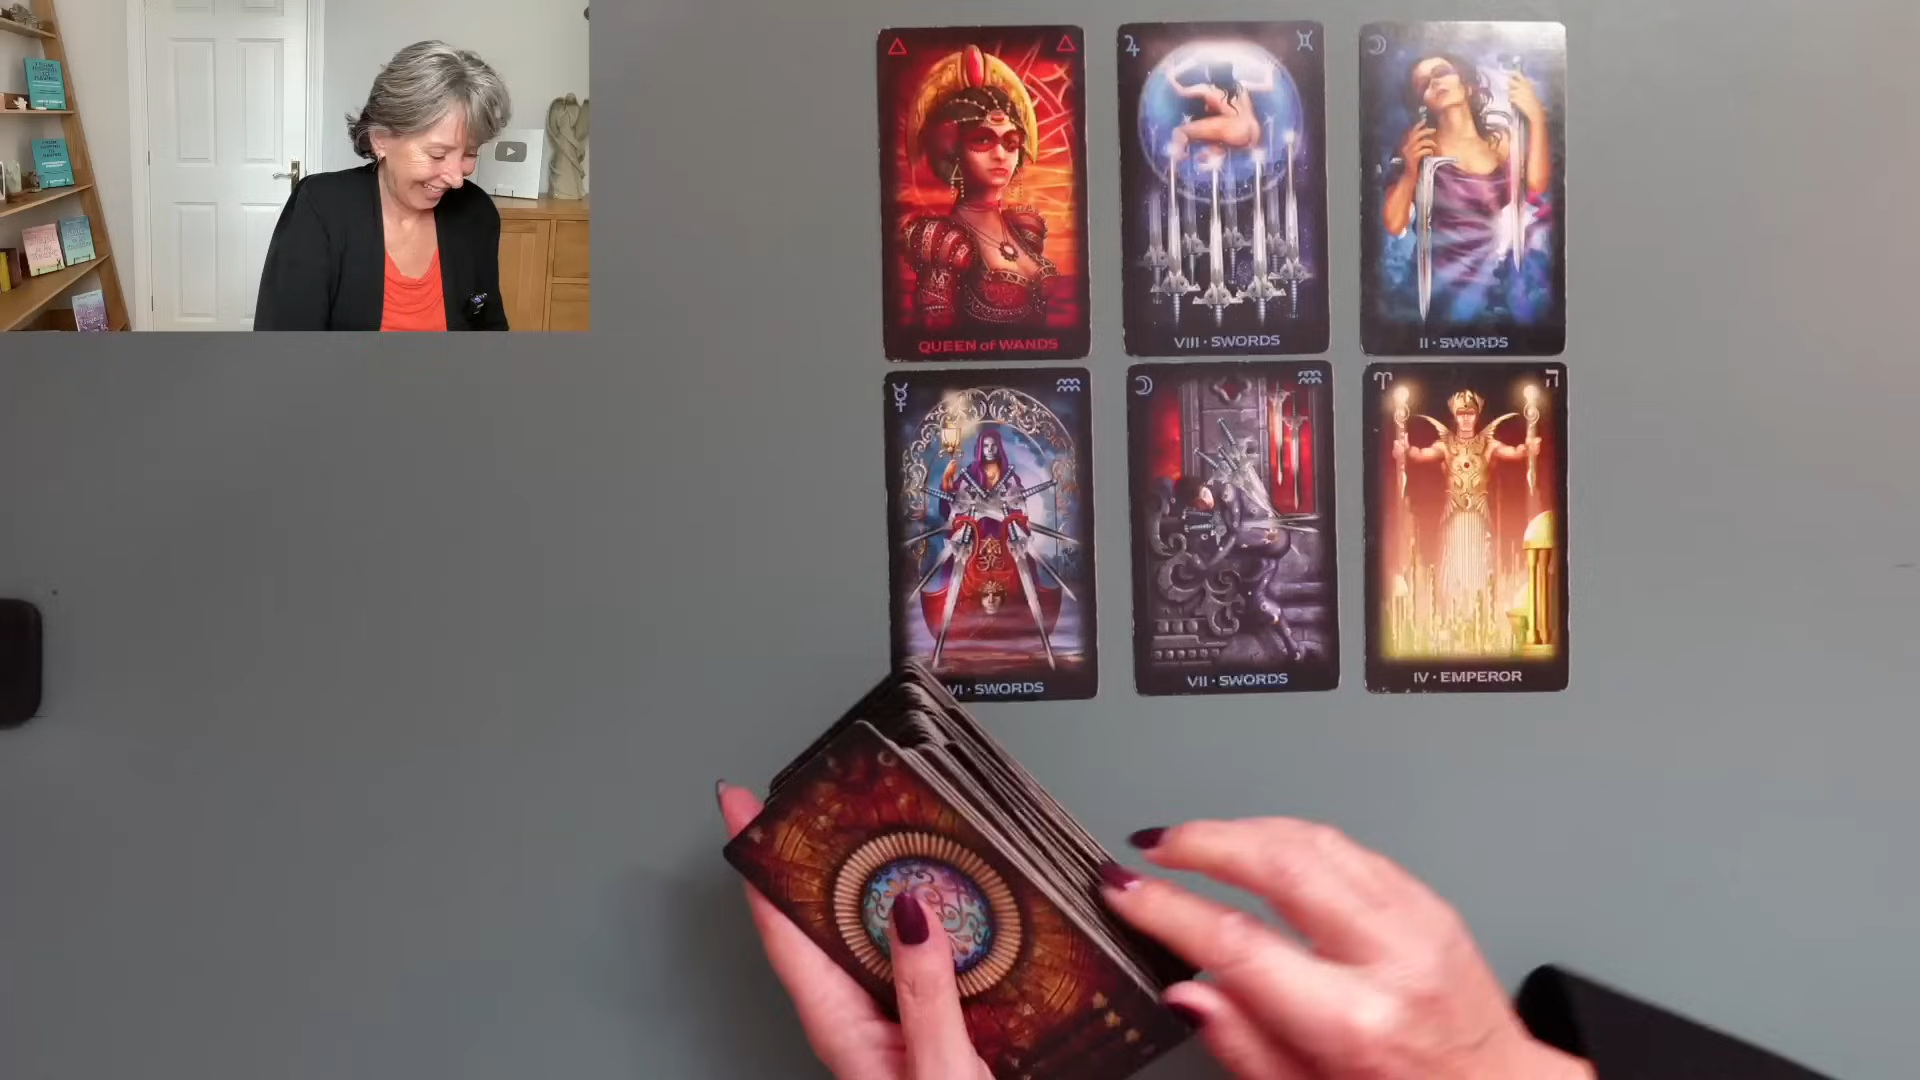 QUEEN of WANDS
VIII · SWORDS
II · SWORDS
VI · SWORDS
VII · SWORDS
ה
IV · EMPEROR